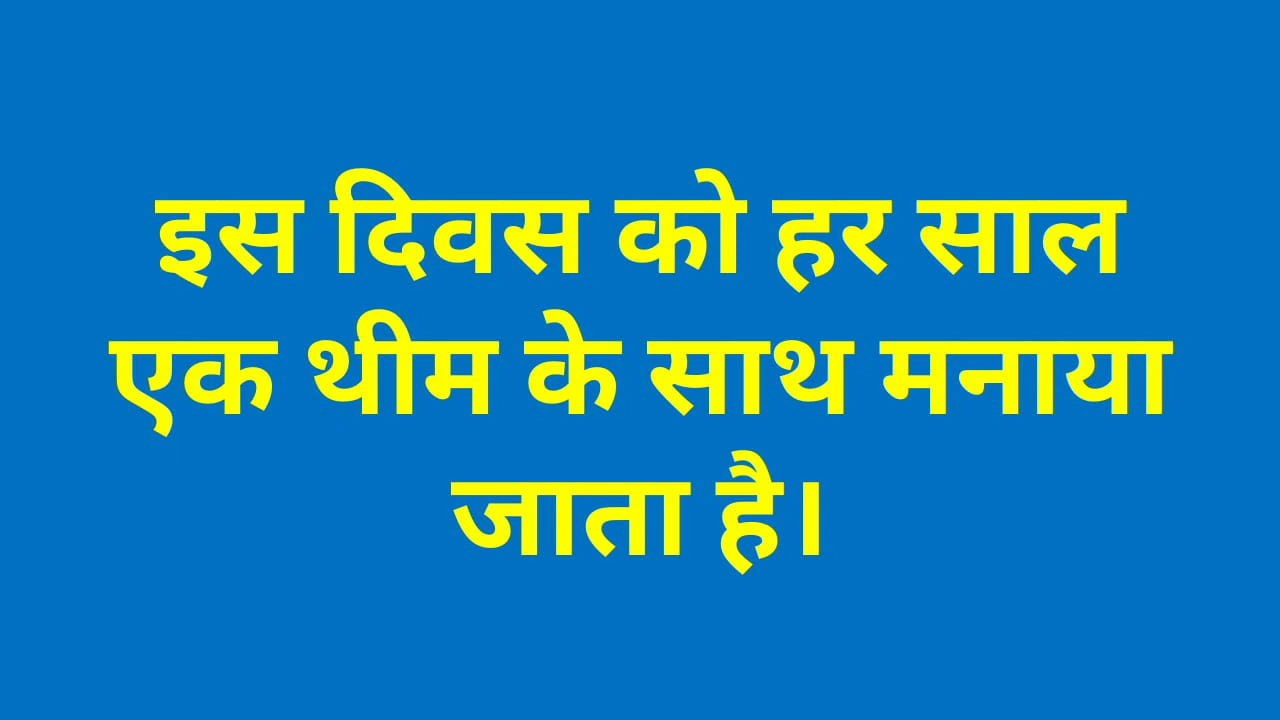 इस दिवस को हर साल
एक थीम के साथ मनाया
जाता है।